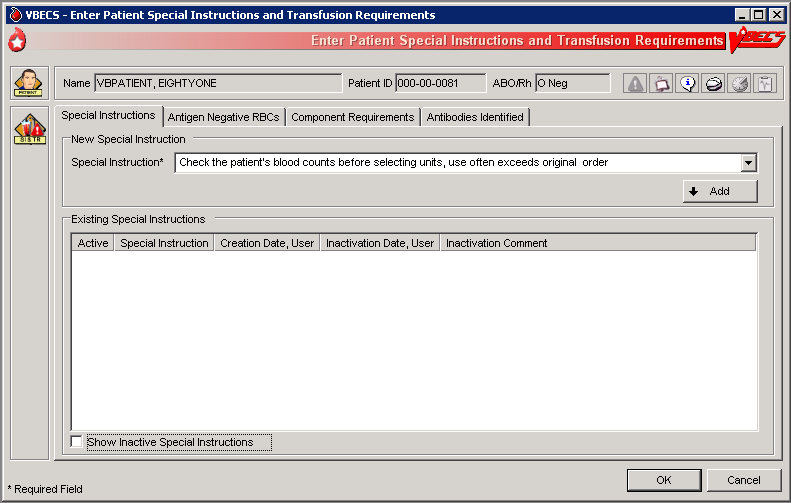 VBECS - Enter Patient Special Instructions and Transfusion Requirements
Enter Patient Special Instructions and Transfusion Requirements VBECS
PATIENT
Name VBPATIENT, EIGHTYONE Patient ID 000-00-0081 ABO/Rh O Neg
SI & TR
Special Instructions Antigen Negative RBCs Component Requirements Antibodies Identified
New Special Instruction
Special Instruction* Check the patient's blood counts before selecting units, use often exceeds original order
Add
Existing Special Instructions
Active Special Instruction Creation Date, User Inactivation Date, User Inactivation Comment
Show Inactive Special Instructions
* Required Field
OK Cancel